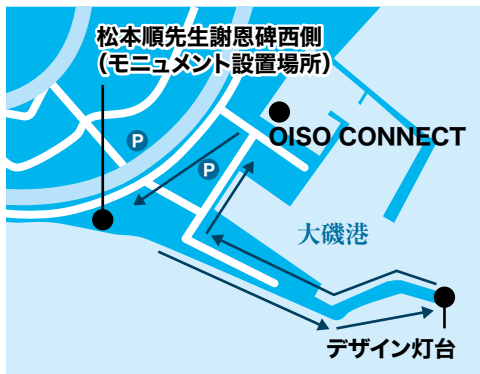 松本順先生謝恩碑西側
（モニュメント設置場所）
P
OISO CONNECT
P
大磯港
デザイン灯台